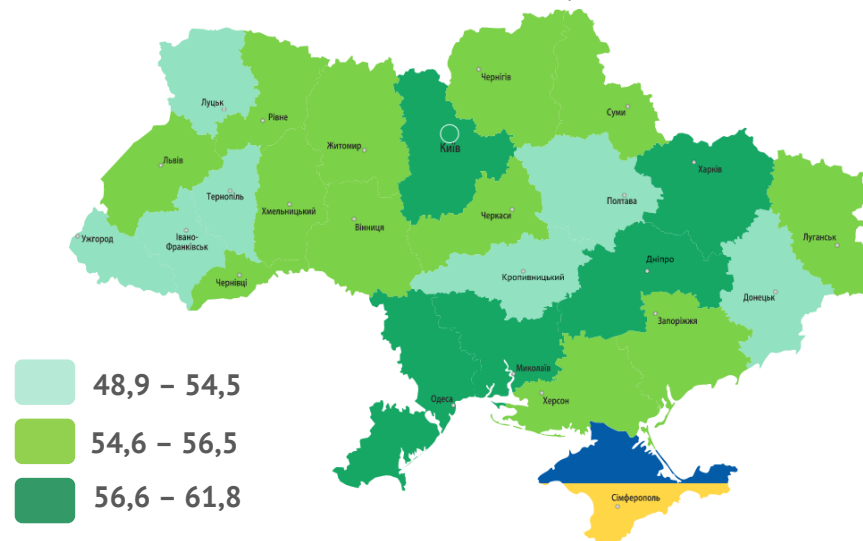 Чернігів
Луцьк
Суми
Рівне
Житомир
Київ
Львів
Харків
Тернопіль
Полтава
Хмельницький
Черкаси
Вінниця
Ужгород
Івано-
Франківськ
Луганськ
Дніпро
Кропивницький
Чернівці
Донецьк
Запоріжжя
Миколаїв
Одеса
Херсон
Сімферополь
48,9 – 54,5
54,6 – 56,5
56,6 – 61,8